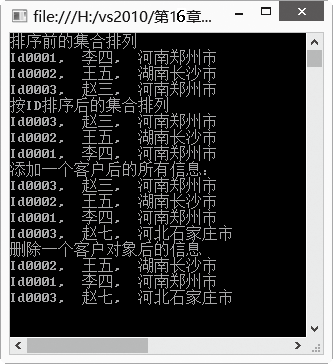 file:///H:/vs2010/第16章...
排序前的集合排列
Id0001， 李四， 河南郑州市
Id0002， 王五， 湖南长沙市
Id0003， 赵三， 河南郑州市
按ID排序后的集合排列
Id0003， 赵三， 河南郑州市
Id0002， 王五， 湖南长沙市
Id0001， 李四， 河南郑州市
添加一个客户后的所有信息：
Id0003， 赵三， 河南郑州市
Id0002， 王五， 湖南长沙市
Id0001， 李四， 河南郑州市
Id0003， 赵七， 河北石家庄市
删除一个客户对象后的信息
Id0002， 王五， 湖南长沙市
Id0001， 李四， 河南郑州市
Id0003， 赵七， 河北石家庄市